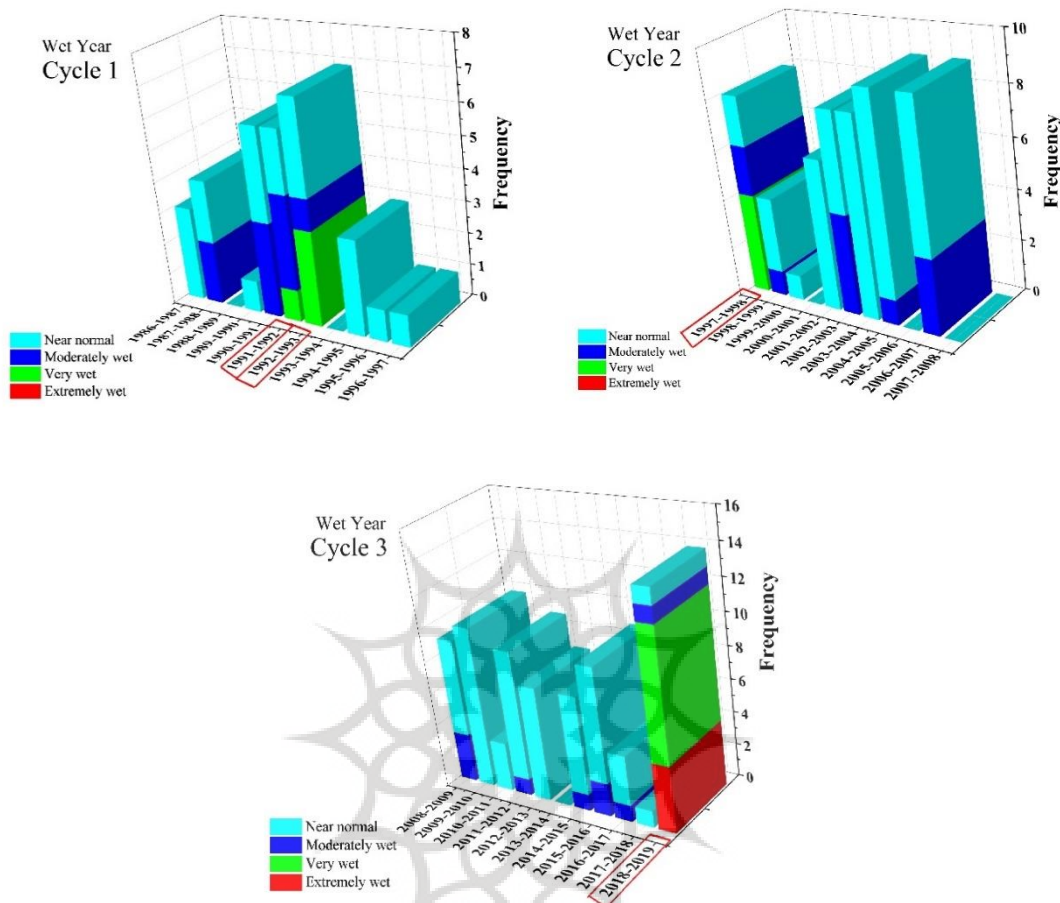 Wet Year
Cycle 1
8
7
6
5
4
3
2
1
0
Frequency
1986-1987
1987-1988
1988-1989
1989-1990
1990-1991
1991-1992
1992-1993
1993-1994
1994-1995
1995-1996
1996-1997
Near normal
Moderately wet
Very wet
Extremely wet
Wet Year
Cycle 2
10
8
6
4
2
0
Frequency
1997-1998
1998-1999
1999-2000
2000-2001
2001-2002
2002-2003
2003-2004
2004-2005
2005-2006
2006-2007
2007-2008
Near normal
Moderately wet
Very wet
Extremely wet
Wet Year
Cycle 3
16
14
12
10
8
6
4
2
0
Frequency
2008-2009
2009-2010
2010-2011
2011-2012
2012-2013
2013-2014
2014-2015
2015-2016
2016-2017
2017-2018
2018-2019
Near normal
Moderately wet
Very wet
Extremely wet